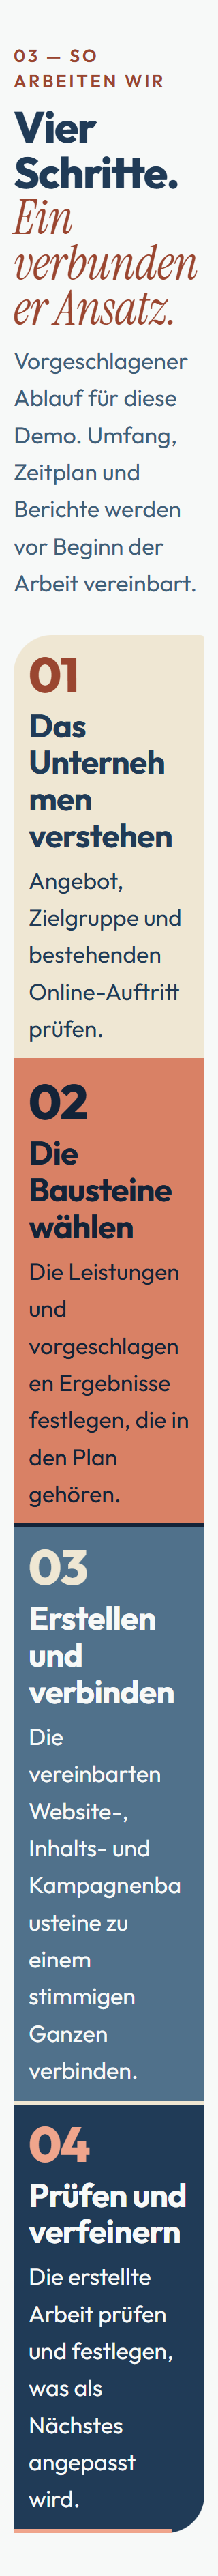 03 — SO
ARBEITEN WIR
Vier
Schritte.
Ein
verbunden
er Ansatz.
Vorgeschlagener
Ablauf für diese
Demo. Umfang,
Zeitplan und
Berichte werden
vor Beginn der
Arbeit vereinbart.
01
Das
Unterneh
men
verstehen
Angebot,
Zielgruppe und
bestehenden
Online-Auftritt
prüfen.
02
Die
Bausteine
wählen
Die Leistungen
und
vorgeschlagen
en Ergebnisse
festlegen, die in
den Plan
gehören.
03
Erstellen
und
verbinden
Die
vereinbarten
Website-,
Inhalts- und
Kampagnenba
usteine zu
einem
stimmigen
Ganzen
verbinden.
04
Prüfen und
verfeinern
Die erstellte
Arbeit prüfen
und festlegen,
was als
Nächstes
angepasst
wird.